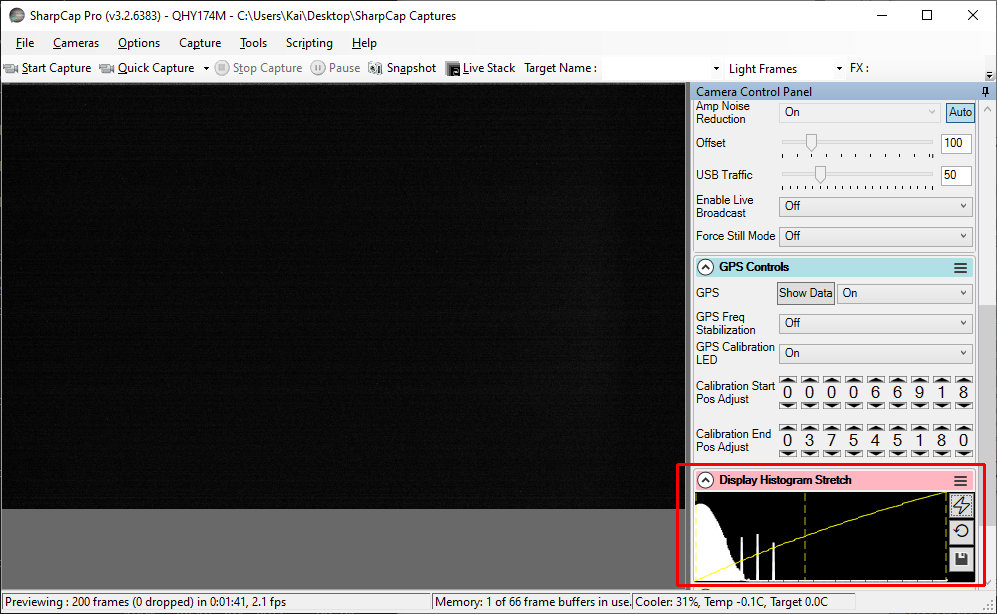 SharpCap Pro (v3.2.6383) - QHY174M - C:\Users\Kai\Desktop\SharpCap Captures
File Cameras Options Capture Tools Scripting Help
Start Capture Quick Capture Stop Capture Pause Snapshot Live Stack Target Name : Light Frames FX :
Camera Control Panel
Amp Noise
Reduction On Auto
Offset 100
USB Traffic 50
Enable Live
Broadcast Off
Force Still Mode Off
GPS Controls
GPS Show Data On
GPS Freq
Stabilization Off
GPS Calibration
LED On
Calibration Start
Pos Adjust 0 0 0 6 6 9 1 8
Calibration End
Pos Adjust 0 3 7 5 4 5 1 8 0
Display Histogram Stretch
Previewing : 200 frames (0 dropped) in 0:01:41, 2.1 fps Memory: 1 of 66 frame buffers in use. Cooler: 31%, Temp -0.1C, Target 0.0C